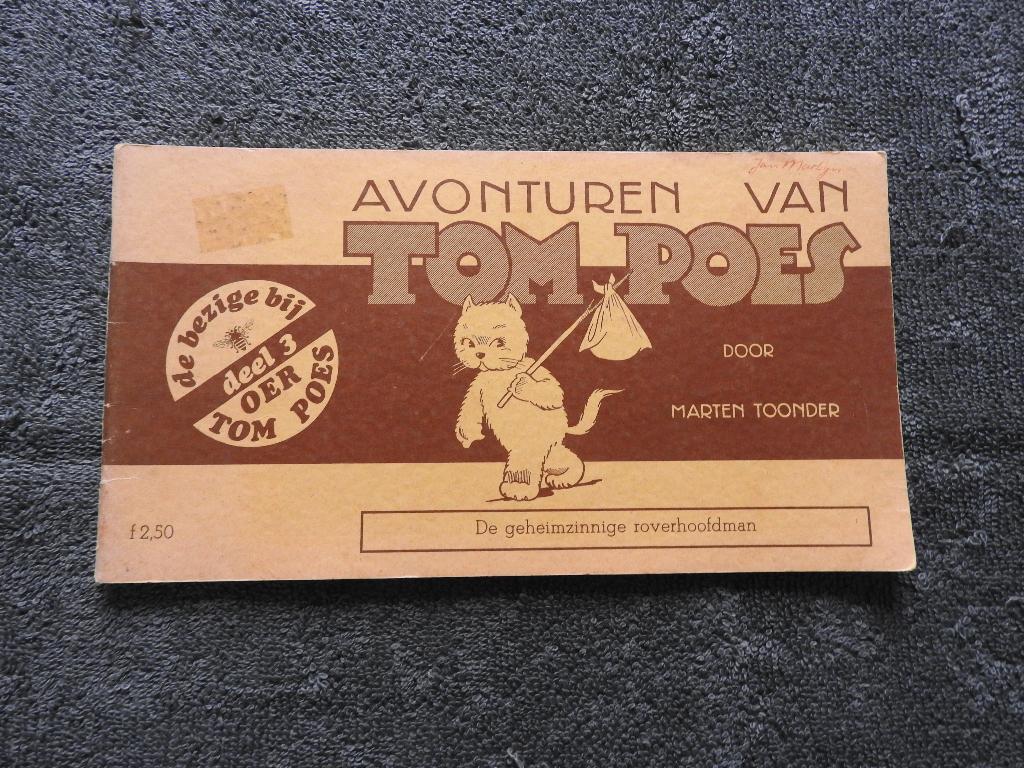 Jan
AVONTUREN VAN
TOM POES
de bezige bij
deel 3
OER
TOM POES
DOOR
MARTEN TOONDER
f 2,50
De geheimzinnige roverhoofdman